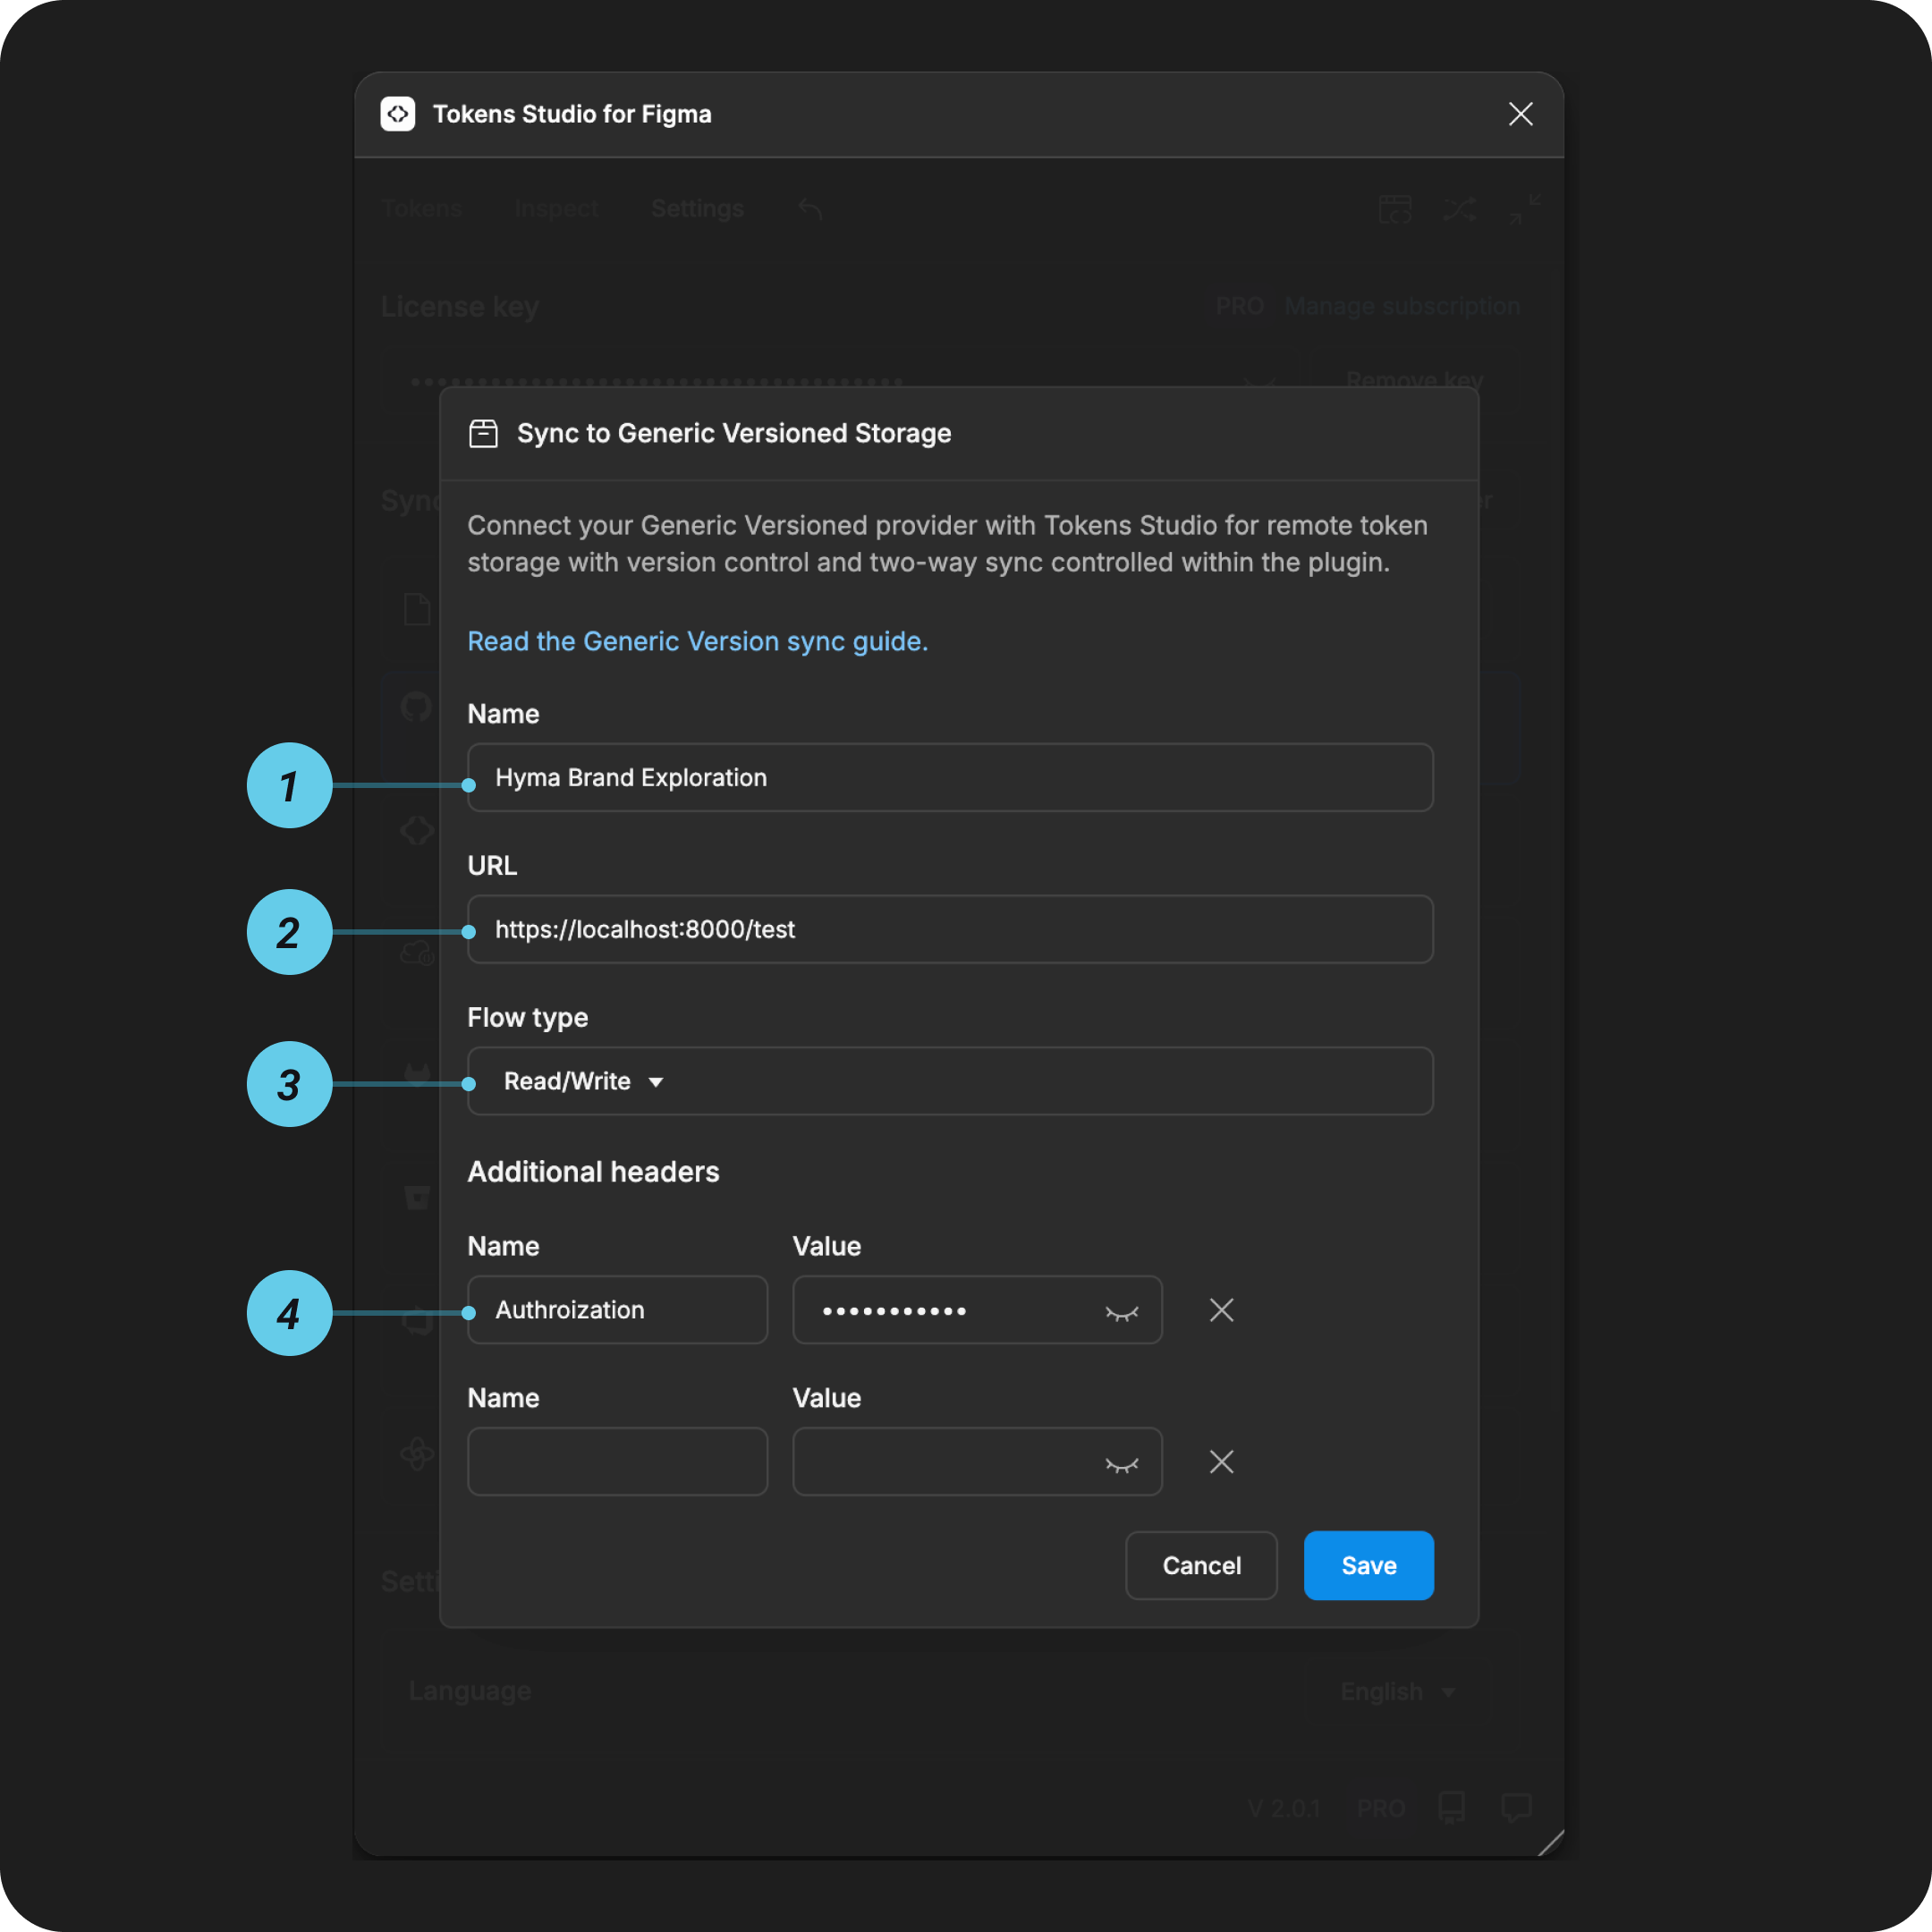 Tokens Studio for Figma
Tokens Inspect Settings
License key PRO Manage subscription
Remove key
Sync to Generic Versioned Storage
Connect your Generic Versioned provider with Tokens Studio for remote token
storage with version control and two-way sync controlled within the plugin.
Read the Generic Version sync guide.
Name
1 Hyma Brand Exploration
URL
2 https://localhost:8000/test
Flow type
3 Read/Write
Additional headers
Name Value
4 Authroization •••••••••••
Name Value
Cancel Save
Language English
V 2.0.1 PRO